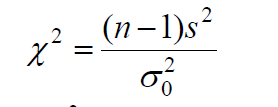 χ² = (n − 1)s² / σ₀²